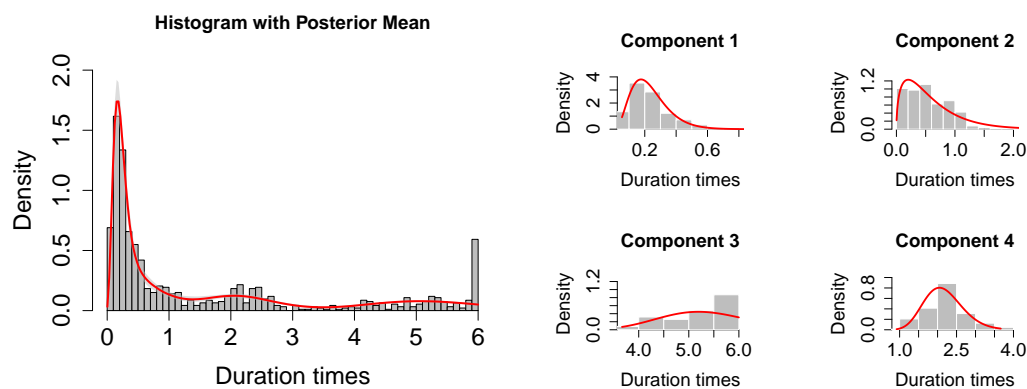 Histogram with Posterior Mean
Density
0.0 0.5 1.0 1.5 2.0
0 1 2 3 4 5 6
Duration times
Component 1
Density
0 2 4
0.2 0.6
Duration times
Component 2
Density
0.0 1.2
0.0 1.0 2.0
Duration times
Component 3
Density
0.0 1.2
4.0 5.0 6.0
Duration times
Component 4
Density
0.0 0.8
1.0 2.5 4.0
Duration times